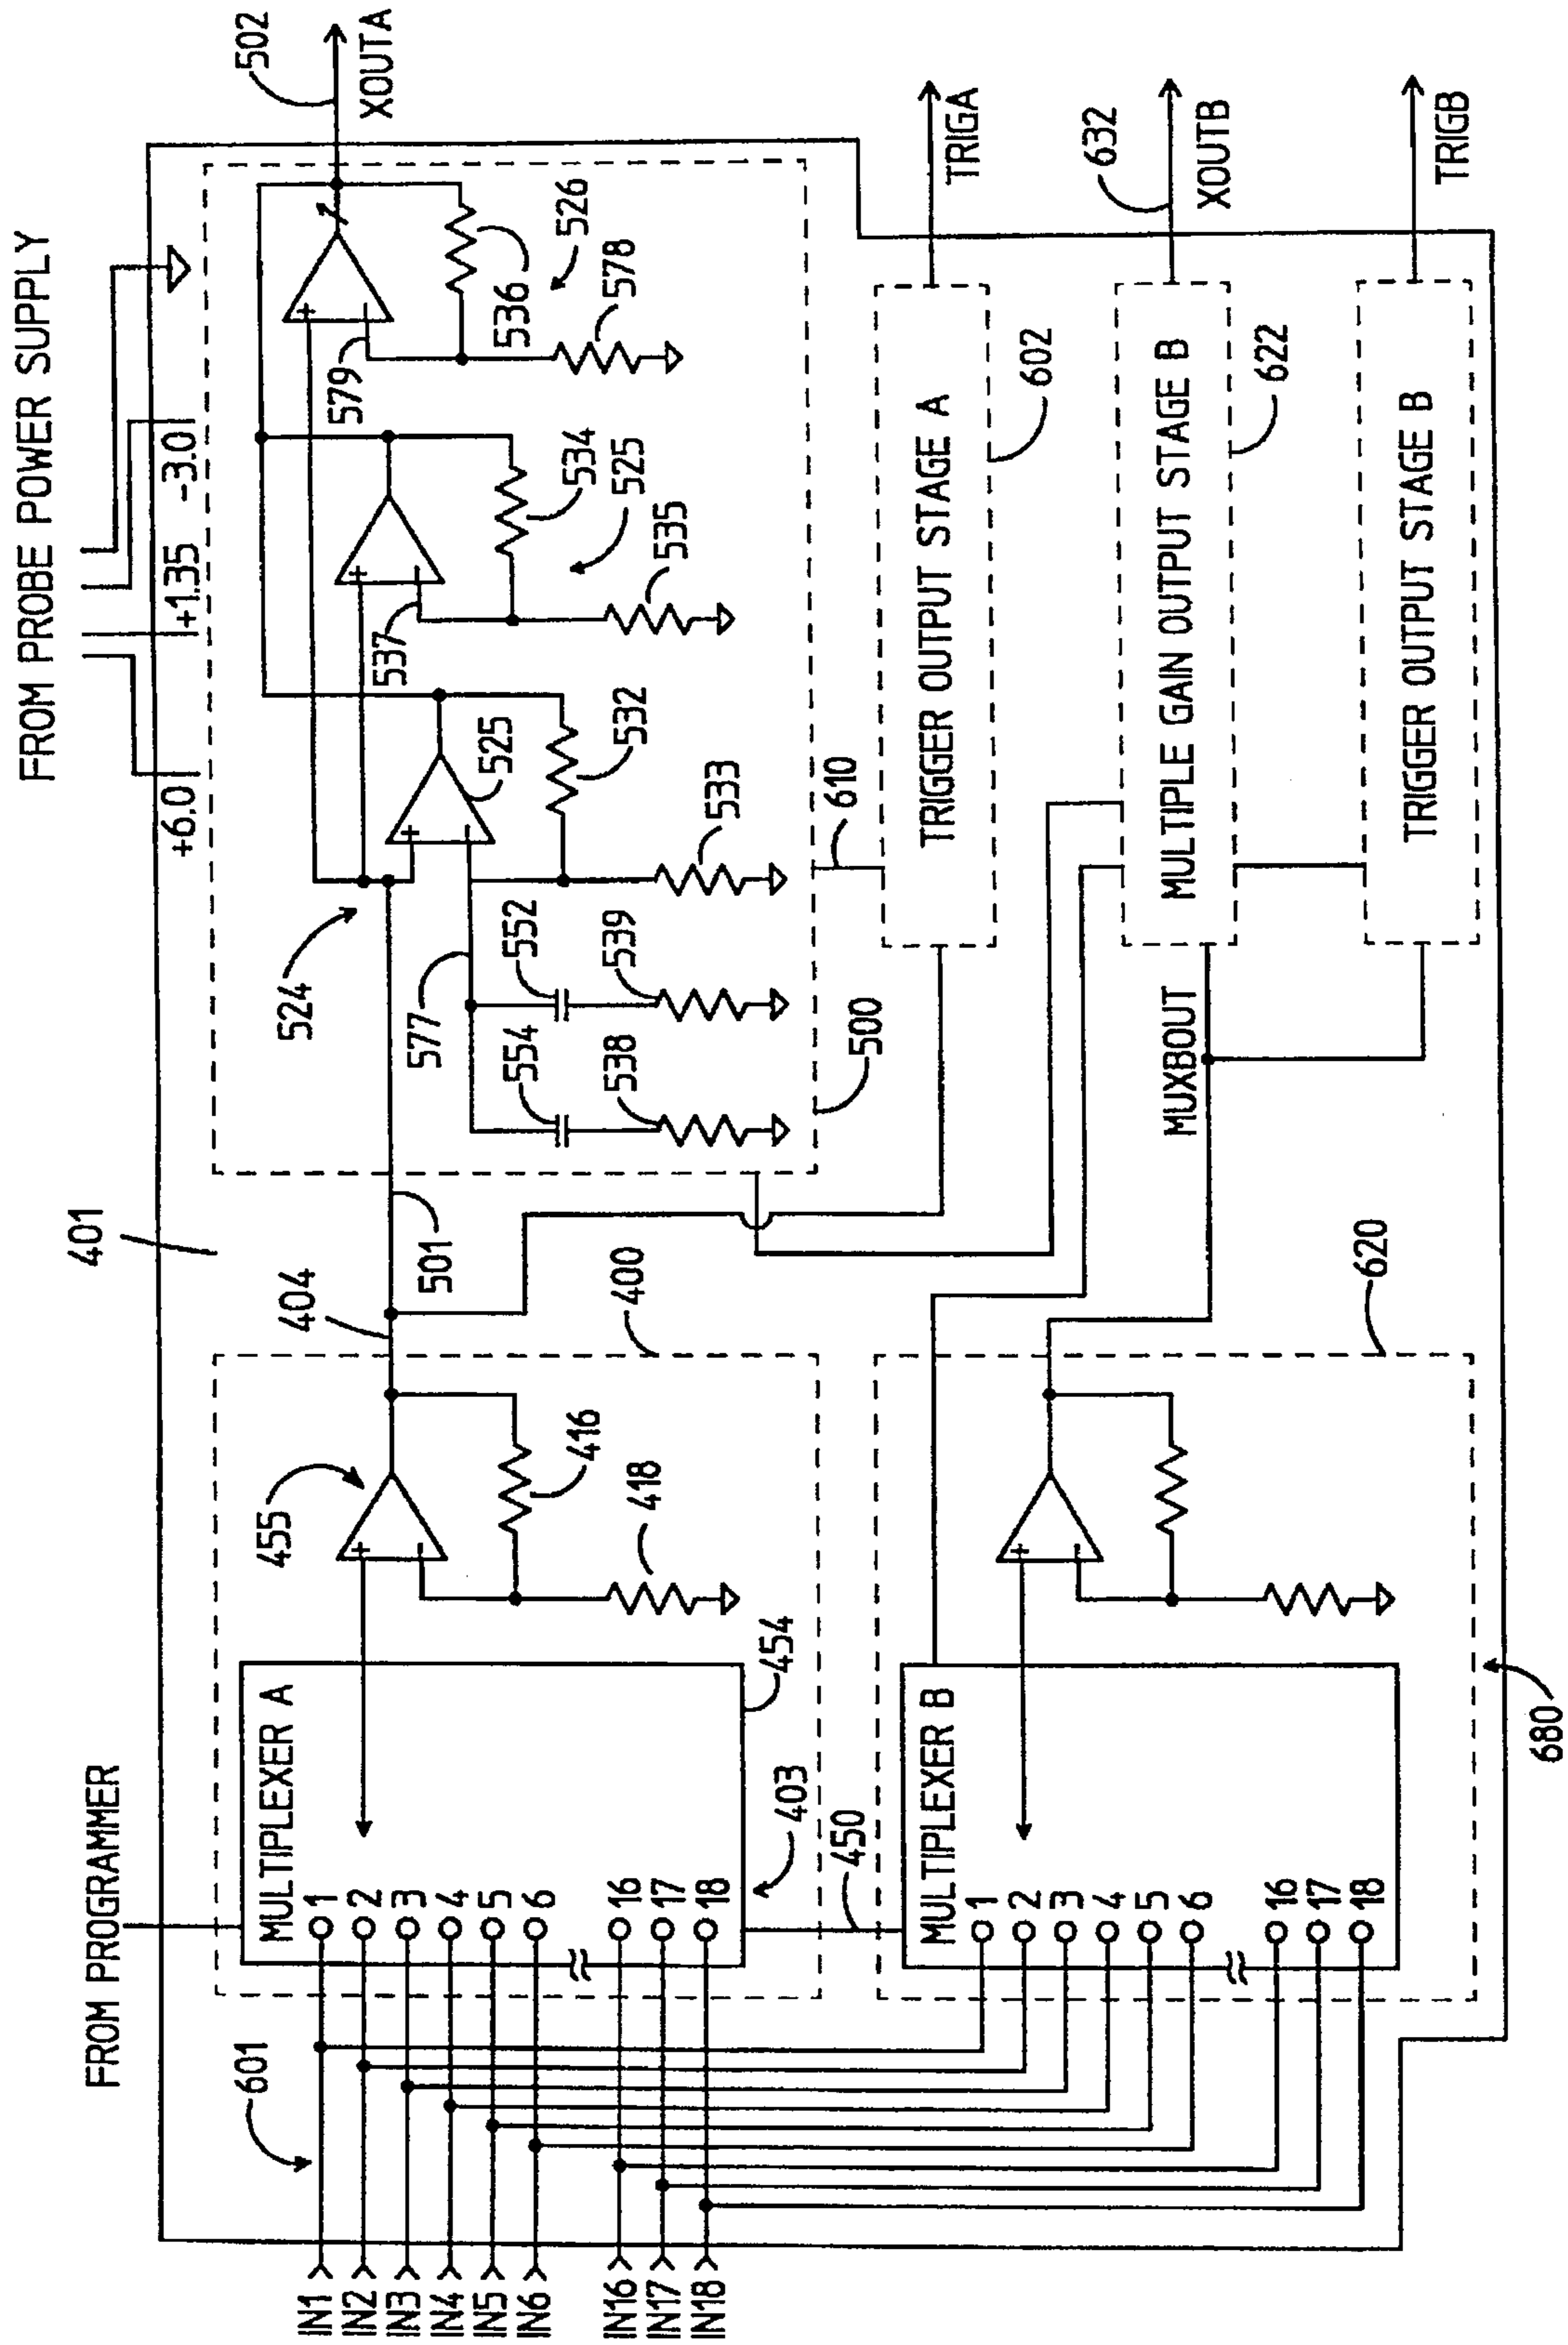 FROM PROBE POWER SUPPLY
+6.0
+1.35
-3.0
FROM PROGRAMMER
401
404
501
502
XOUTA
455
416
418
400
MULTIPLEXER A
1
2
3
4
5
6
16
17
18
454
403
450
601
IN1
IN2
IN3
IN4
IN5
IN6
IN16
IN17
IN18
524
577
552
554
539
538
533
525
532
537
534
525
535
579
536
526
578
500
610
TRIGGER OUTPUT STAGE A
602
TRIGA
MULTIPLE GAIN OUTPUT STAGE B
622
632
XOUTB
MUXBOUT
TRIGGER OUTPUT STAGE B
TRIGB
MULTIPLEXER B
1
2
3
4
5
6
16
17
18
620
680